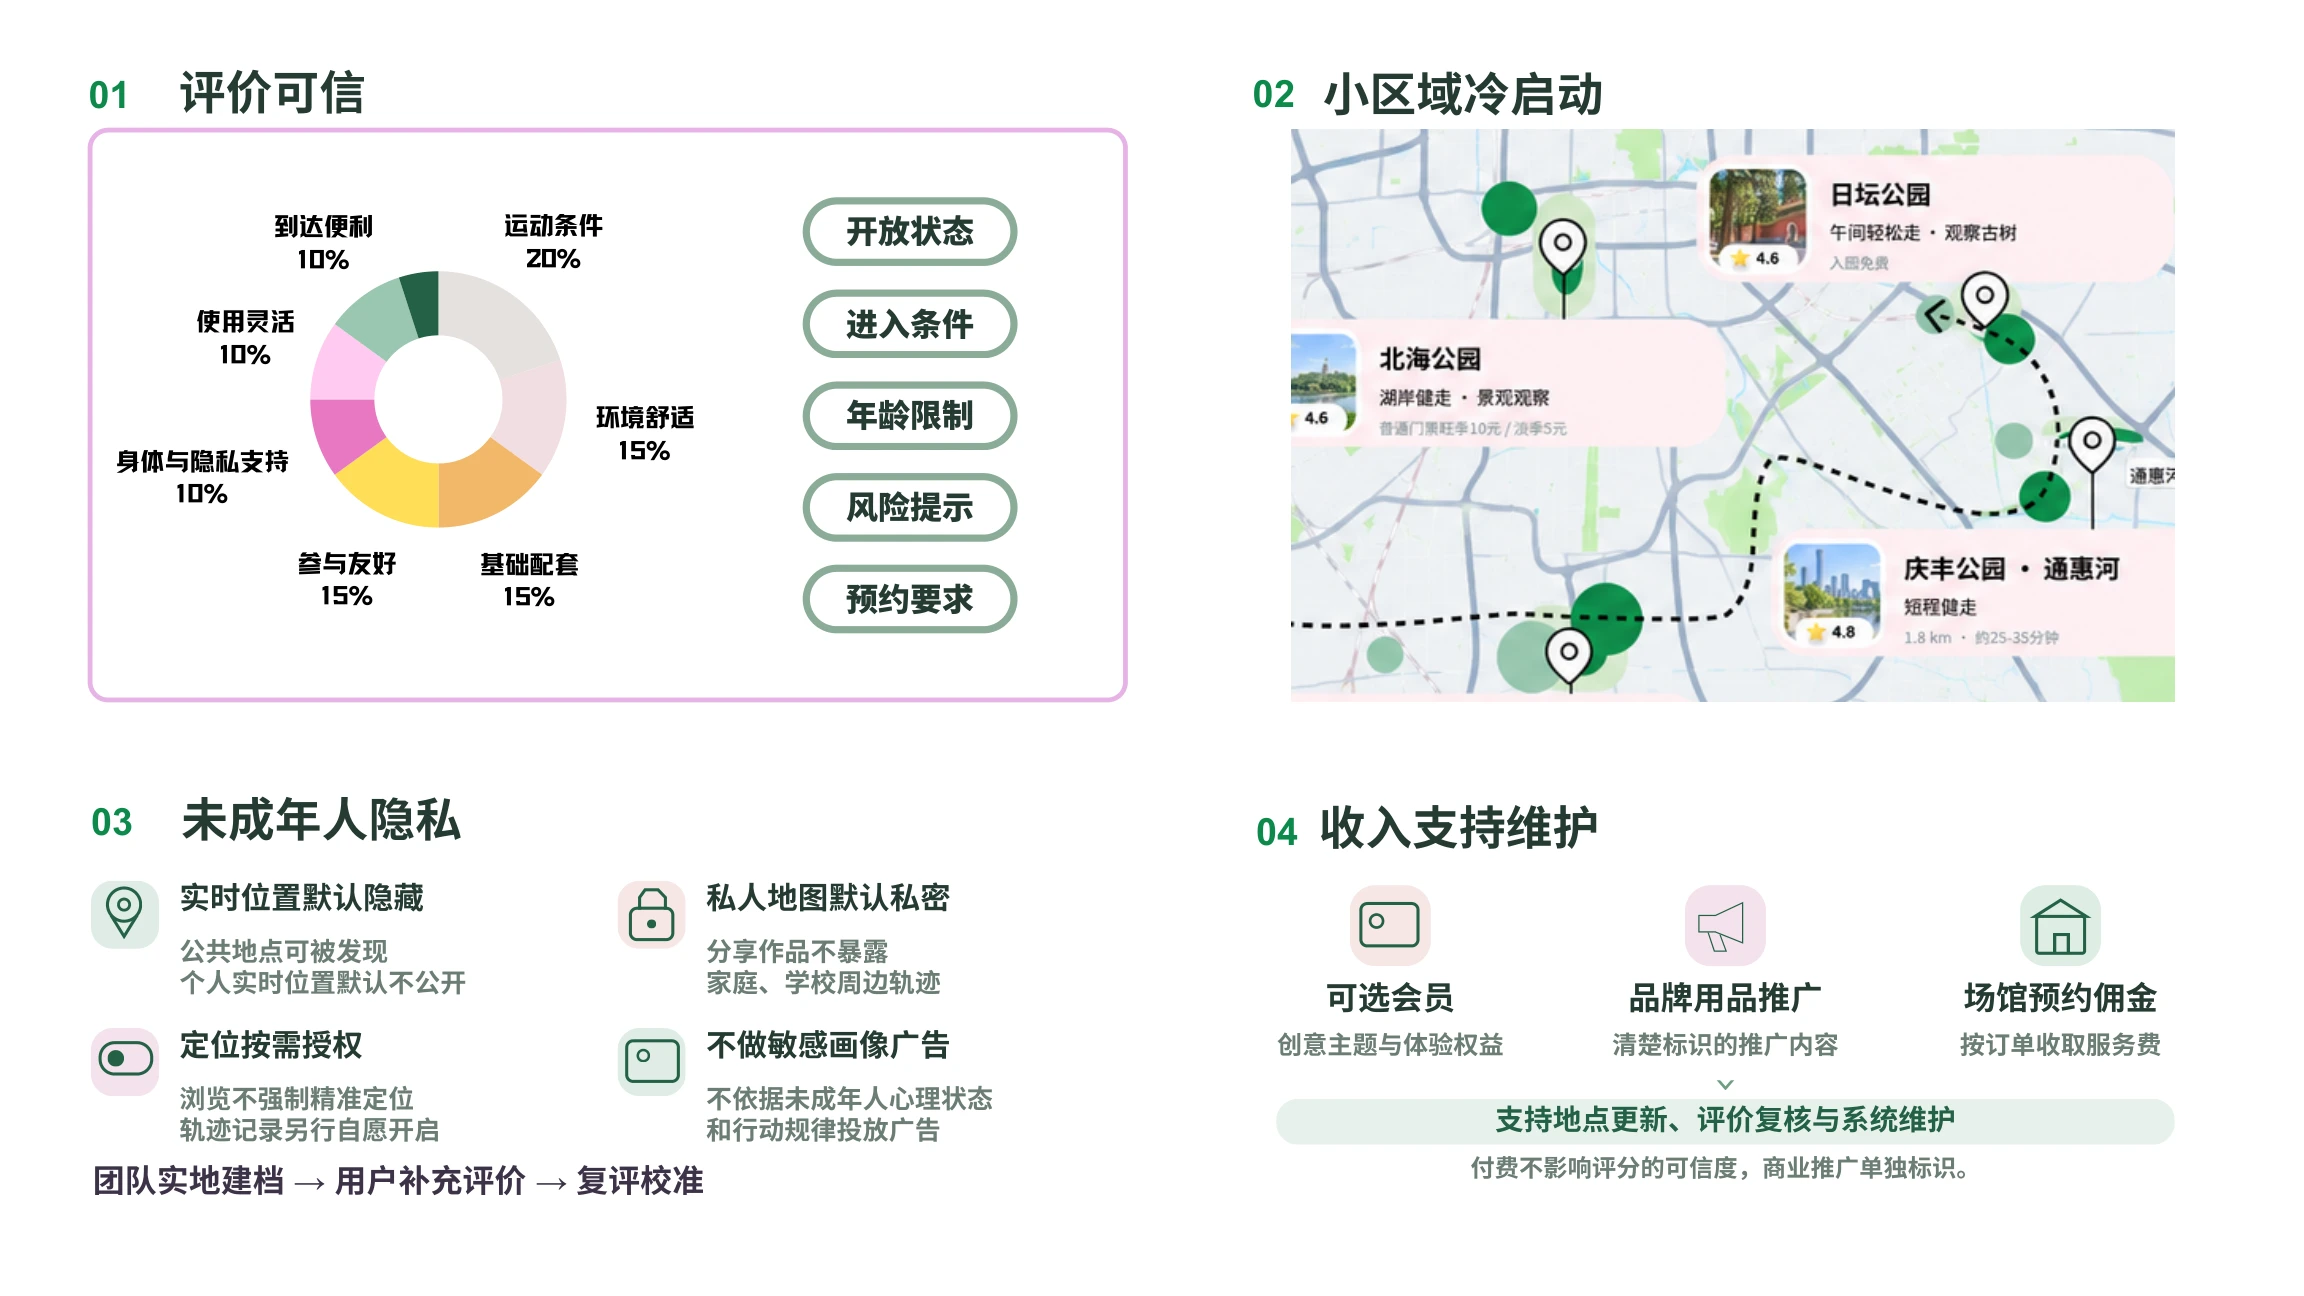 01 评价可信
到达便利
10%
运动条件
20%
使用灵活
10%
环境舒适
15%
身体与隐私支持
10%
参与友好
15%
基础配套
15%
开放状态
进入条件
年龄限制
风险提示
预约要求
02 小区域冷启动
日坛公园
午间轻松走 · 观察古树
4.6
入园免费
北海公园
湖岸健走 · 景观观察
4.6
普通门票旺季10元 / 淡季5元
通惠河
庆丰公园 · 通惠河
短程健走
4.8
1.8 km · 约25-35分钟
03 未成年人隐私
实时位置默认隐藏
公共地点可被发现
个人实时位置默认不公开
私人地图默认私密
分享作品不暴露
家庭、学校周边轨迹
定位按需授权
浏览不强制精准定位
轨迹记录另行自愿开启
不做敏感画像广告
不依据未成年人心理状态
和行动规律投放广告
团队实地建档 → 用户补充评价 → 复评校准
04 收入支持维护
可选会员
创意主题与体验权益
品牌用品推广
清楚标识的推广内容
场馆预约佣金
按订单收取服务费
支持地点更新、评价复核与系统维护
付费不影响评分的可信度，商业推广单独标识。